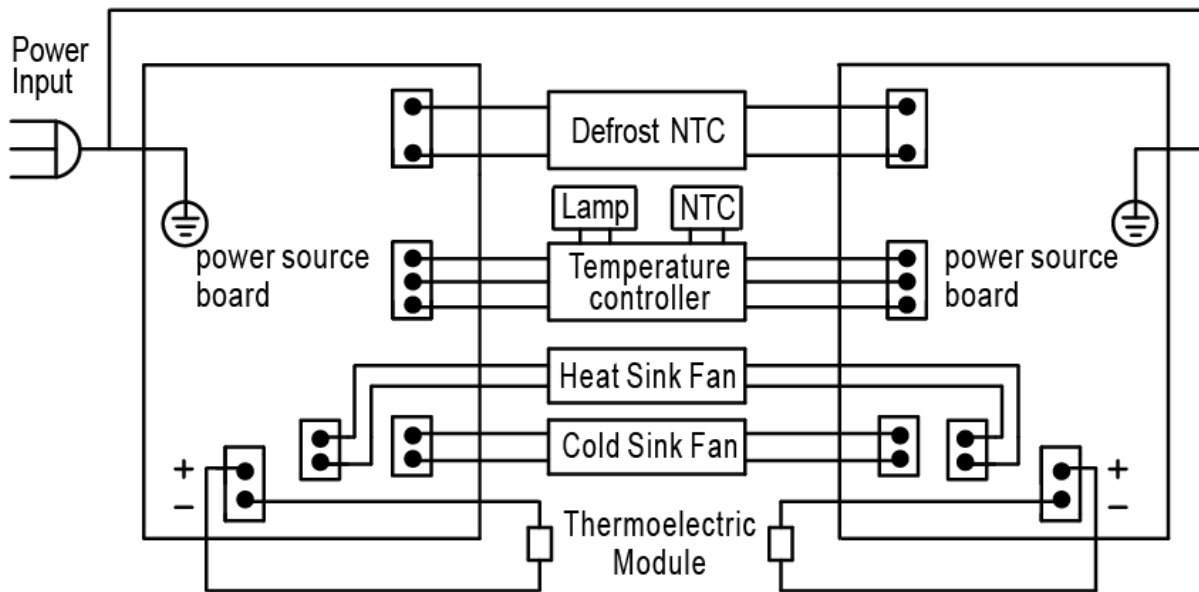 Power
Input
Defrost NTC
Lamp
NTC
power source
board
Temperature
controller
power source
board
Heat Sink Fan
Cold Sink Fan
+
−
+
−
Thermoelectric
Module